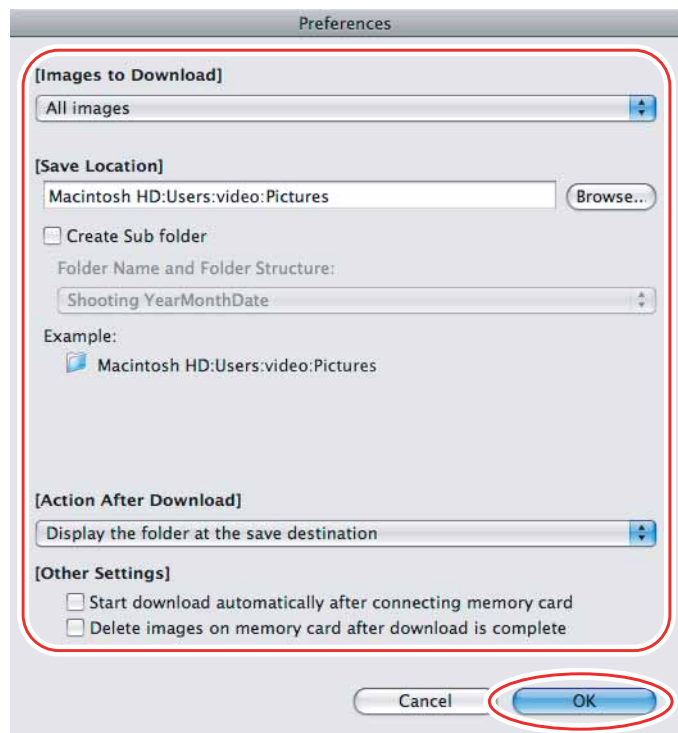 Preferences
[Images to Download]
All images
[Save Location]
Macintosh HD:Users:video:Pictures
Browse...
Create Sub folder
Folder Name and Folder Structure:
Shooting YearMonthDate
Example:
Macintosh HD:Users:video:Pictures
[Action After Download]
Display the folder at the save destination
[Other Settings]
Start download automatically after connecting memory card
Delete images on memory card after download is complete
Cancel
OK